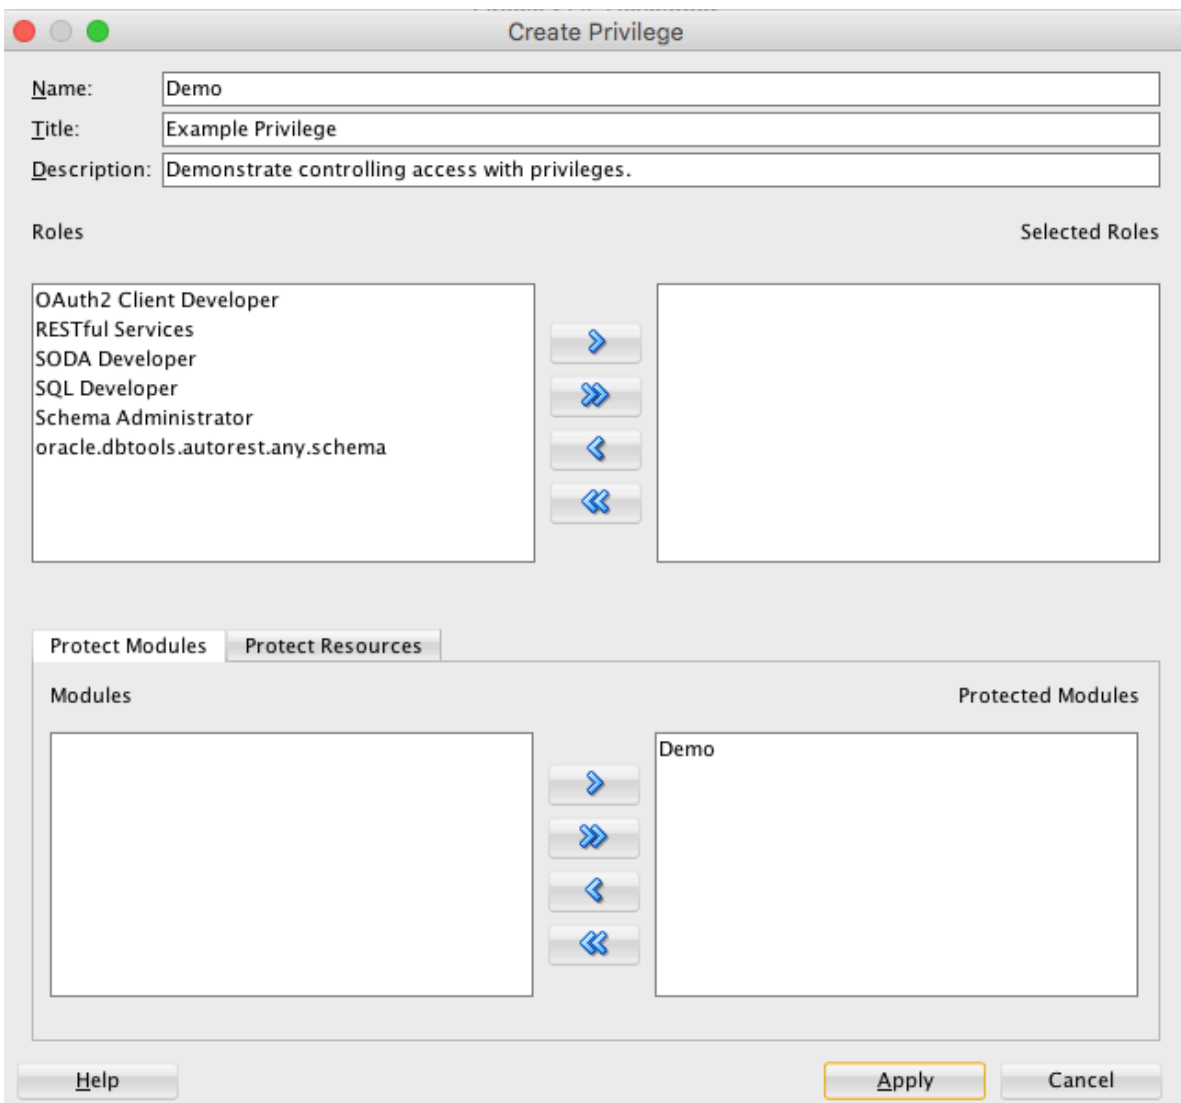 Create Privilege
Name: Demo
Title: Example Privilege
Description: Demonstrate controlling access with privileges.
Roles Selected Roles
OAuth2 Client Developer
RESTful Services
SODA Developer
SQL Developer
Schema Administrator
oracle.dbtools.autorest.any.schema
Protect Modules Protect Resources
Modules Protected Modules
Demo
Help Apply Cancel